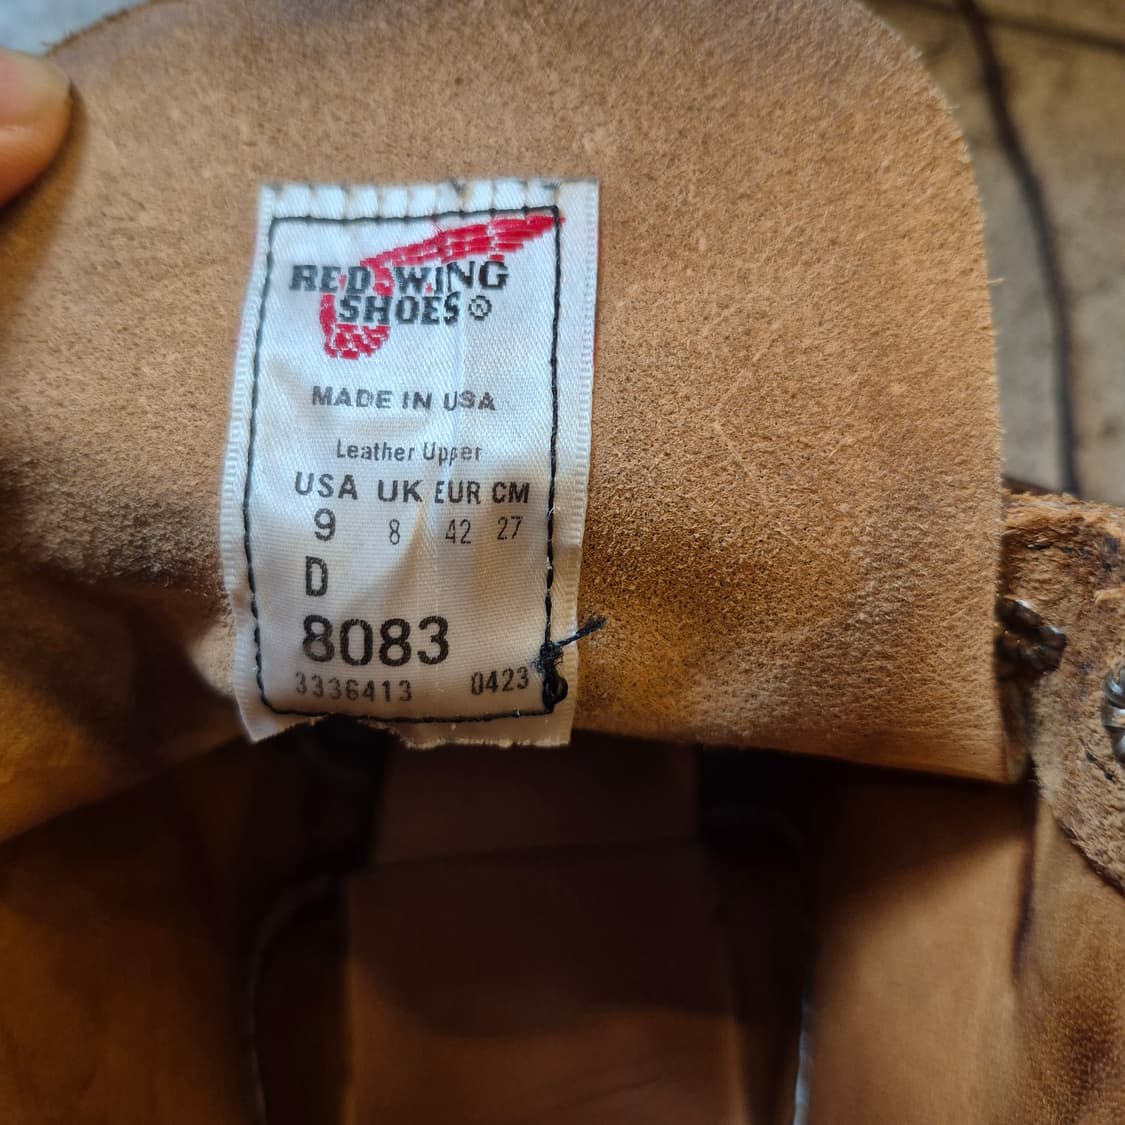 RED WING
SHOES®
MADE IN USA
Leather Upper
USA UK EUR CM
9 8 42 27
D
8083
3336413 0423